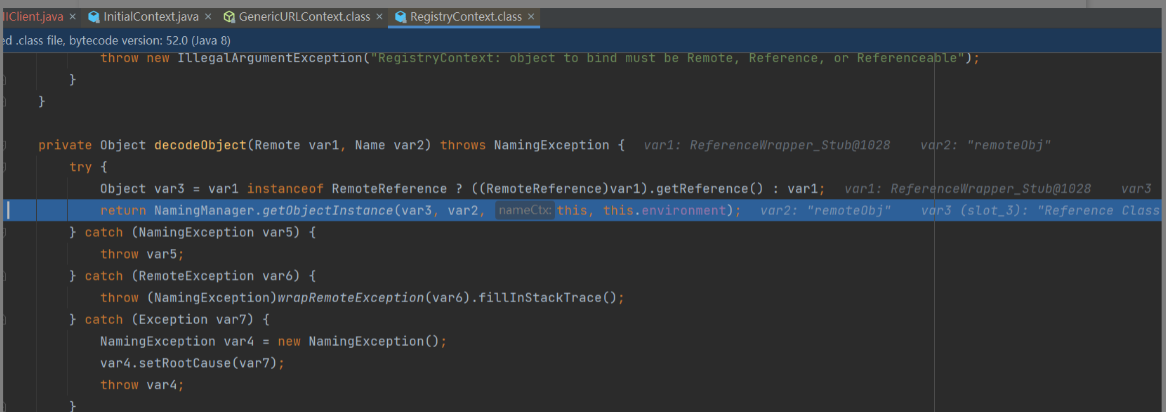 lClient.java × InitialContext.java × GenericURLContext.class × RegistryContext.class ×
ed .class file, bytecode version: 52.0 (Java 8)
throw new IllegalArgumentException("RegistryContext: object to bind must be Remote, Reference, or Referenceable");
}
}
private Object decodeObject(Remote var1, Name var2) throws NamingException { var1: ReferenceWrapper_Stub@1028 var2: "remoteObj"
try {
Object var3 = var1 instanceof RemoteReference ? ((RemoteReference)var1).getReference() : var1; var1: ReferenceWrapper_Stub@1028 var3
return NamingManager.getObjectInstance(var3, var2, nameCtx: this, this.environment); var2: "remoteObj" var3 (slot_3): "Reference Class
} catch (NamingException var5) {
throw var5;
} catch (RemoteException var6) {
throw (NamingException)wrapRemoteException(var6).fillInStackTrace();
} catch (Exception var7) {
NamingException var4 = new NamingException();
var4.setRootCause(var7);
throw var4;
}